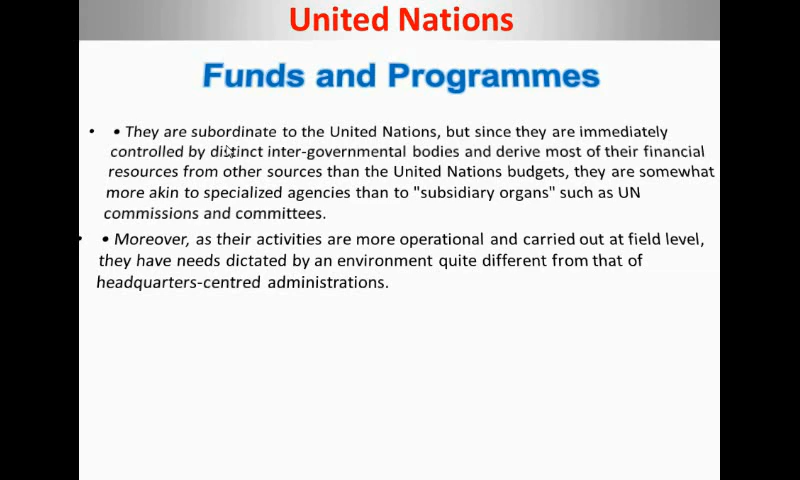 United Nations
Funds and Programmes
• • They are subordinate to the United Nations, but since they are immediately
controlled by distinct inter-governmental bodies and derive most of their financial
resources from other sources than the United Nations budgets, they are somewhat
more akin to specialized agencies than to "subsidiary organs" such as UN
commissions and committees.
• • Moreover, as their activities are more operational and carried out at field level,
they have needs dictated by an environment quite different from that of
headquarters-centred administrations.